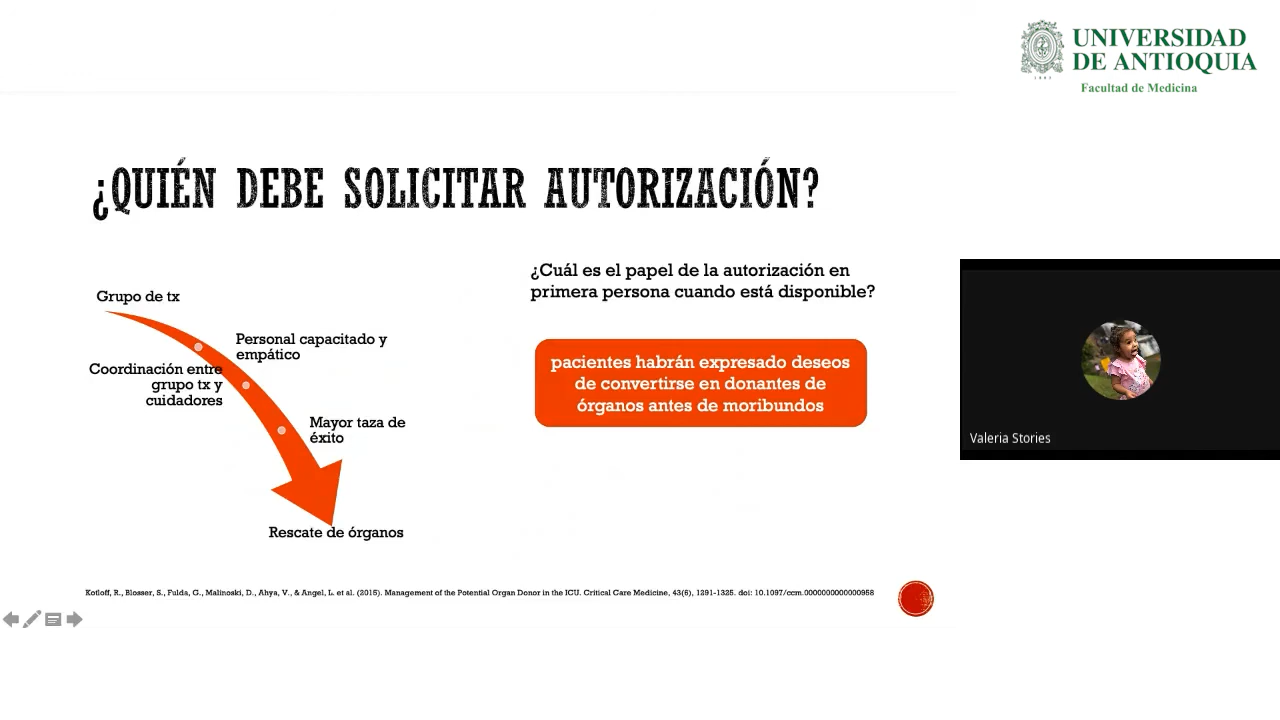 UNIVERSIDAD
DE ANTIOQUIA
1803
Facultad de Medicina
¿QUIÉN DEBE SOLICITAR AUTORIZACIÓN?
Grupo de tx
Personal capacitado y
empático
Coordinación entre
grupo tx y
cuidadores
Mayor taza de
éxito
Rescate de órganos
¿Cuál es el papel de la autorización en
primera persona cuando está disponible?
pacientes habrán expresado deseos
de convertirse en donantes de
órganos antes de moribundos
Kotloff, R., Blosser, S., Fulda, G., Malinoski, D., Ahya, V., & Angel, L. et al. (2015). Management of the Potential Organ Donor in the ICU. Critical Care Medicine, 43(6), 1291-1325. doi: 10.1097/ccm.0000000000000958
Valeria Stories